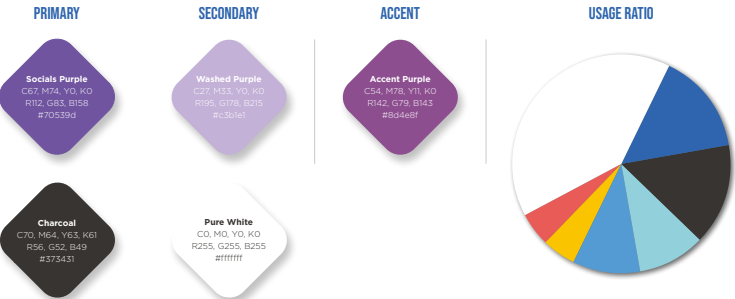 PRIMARY
SECONDARY
ACCENT
USAGE RATIO
Socials Purple
C67, M74, Y0, K0
R112, G83, B158
#70539d
Washed Purple
C27, M33, Y0, K0
R195, G178, B215
#c3b1e1
Accent Purple
C54, M78, Y11, K0
R142, G79, B143
#8d4e8f
Charcoal
C70, M64, Y63, K61
R56, G52, B49
#373431
Pure White
C0, M0, Y0, K0
R255, G255, B255
#ffffff